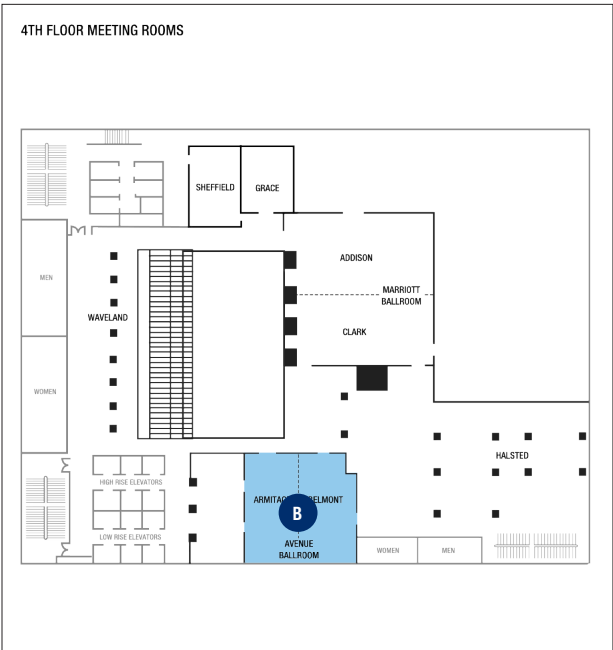 4TH FLOOR MEETING ROOMS
SHEFFIELD
GRACE
ADDISON
MEN
MARRIOTT
BALLROOM
WAVELAND
CLARK
WOMEN
HALSTED
HIGH RISE ELEVATORS
B
LOW RISE ELEVATORS
AVENUE
BALLROOM
WOMEN
MEN